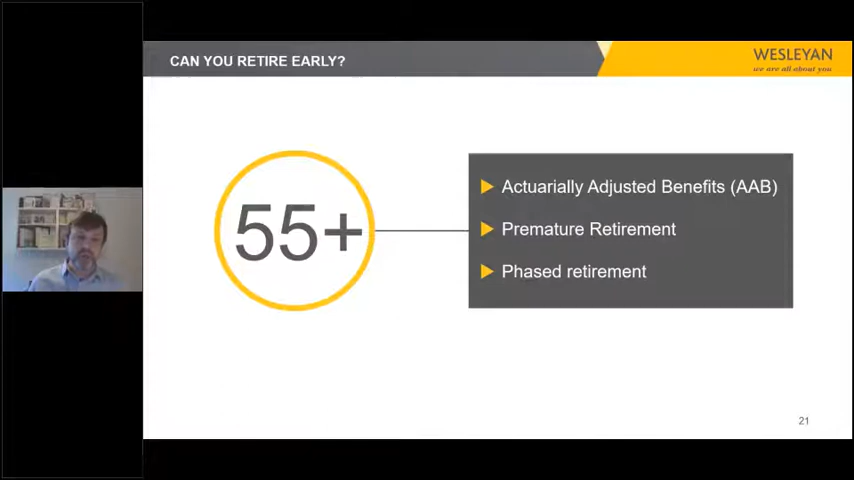 CAN YOU RETIRE EARLY?
WESLEYAN
we are all about you
55+
Actuarially Adjusted Benefits (AAB)
Premature Retirement
Phased retirement
21